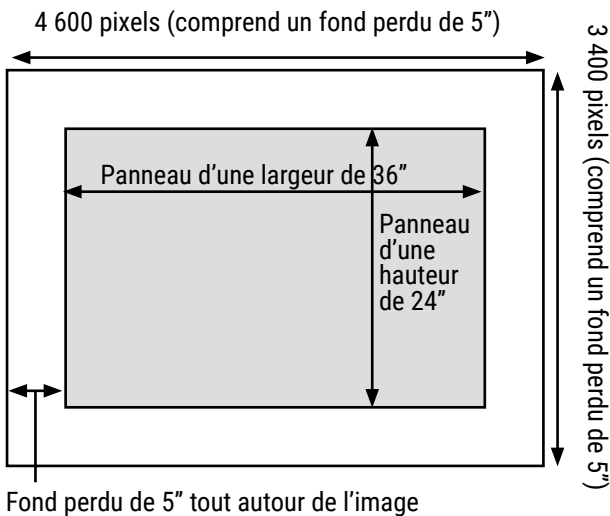 4 600 pixels (comprend un fond perdu de 5”)
3 400 pixels (comprend un fond perdu de 5”)
Panneau d’une largeur de 36”
Panneau
d’une
hauteur
de 24”
Fond perdu de 5” tout autour de l’image